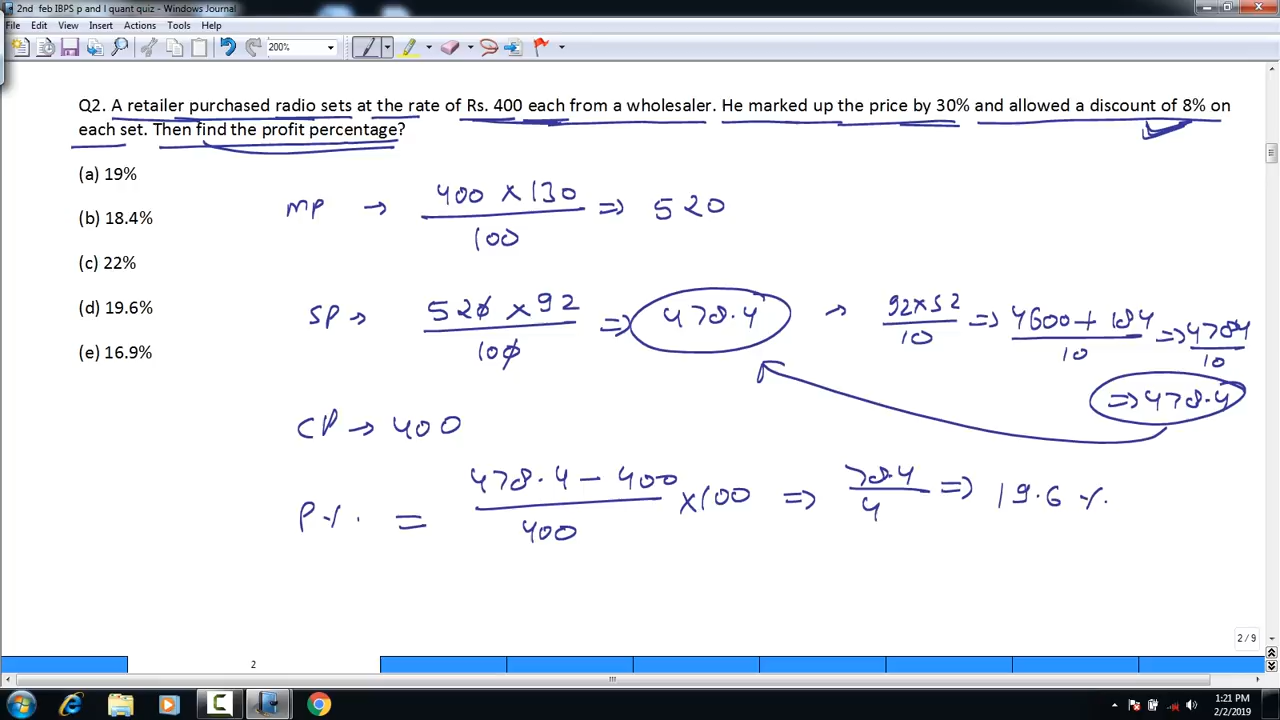 2nd feb IBPS p and I quant quiz - Windows Journal
File Edit View Insert Actions Tools Help
200%
Q2. A retailer purchased radio sets at the rate of Rs. 400 each from a wholesaler. He marked up the price by 30% and allowed a discount of 8% on
each set. Then find the profit percentage?
(a) 19%
(b) 18.4%
(c) 22%
(d) 19.6%
(e) 16.9%
MP → 400 × 130 / 100 ⇒ 520
SP → 520 × 92 / 100 ⇒ 478.4 → 92×52 / 10 ⇒ 4600 + 184 / 10 ⇒ 4784 / 10
⇒ 478.4
CP → 400
P% = 478.4 - 400 / 400 ×100 ⇒ 78.4 / 4 ⇒ 19.6 %
2 / 9
2
1:21 PM
2/2/2019